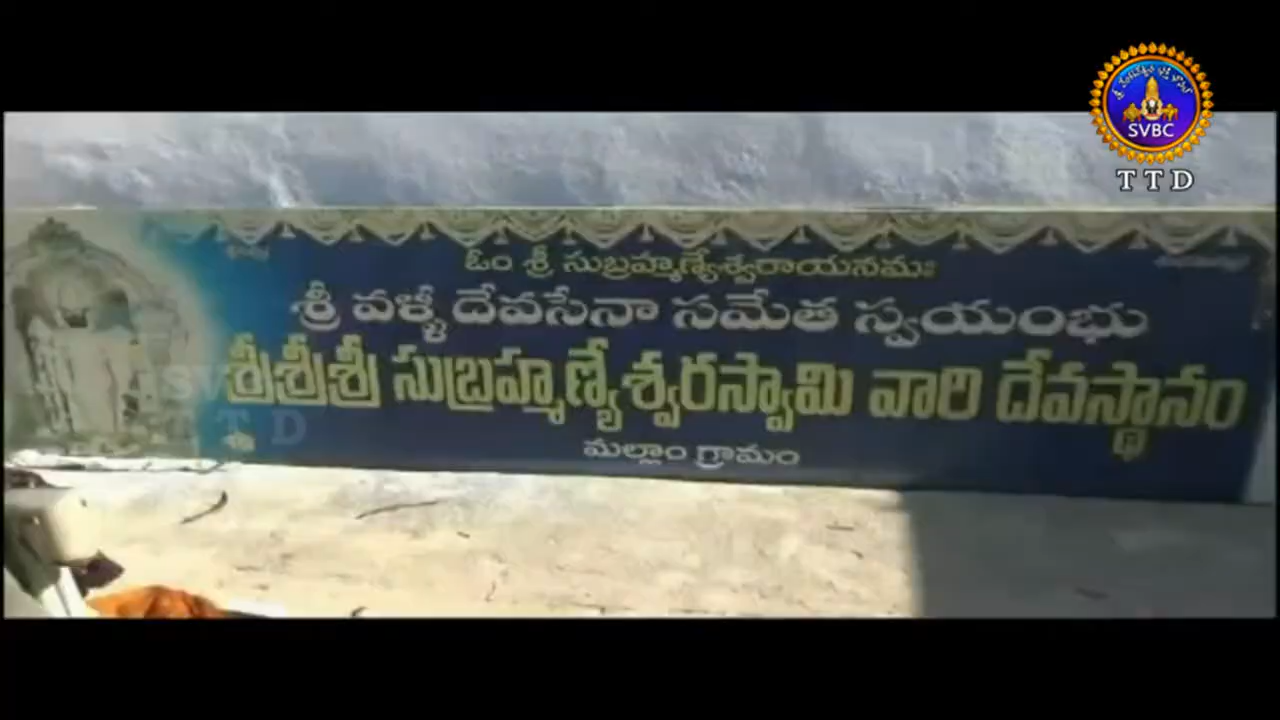 SVBC
TTD
ఓం శ్రీ సుబ్రహ్మణ్యేశ్వరాయనమః
శ్రీ వళ్ళీ దేవసేనా సమేత స్వయంభు
శ్రీశ్రీశ్రీ సుబ్రహ్మణ్యేశ్వరస్వామి వారి దేవస్థానం
మల్లాం గ్రామం